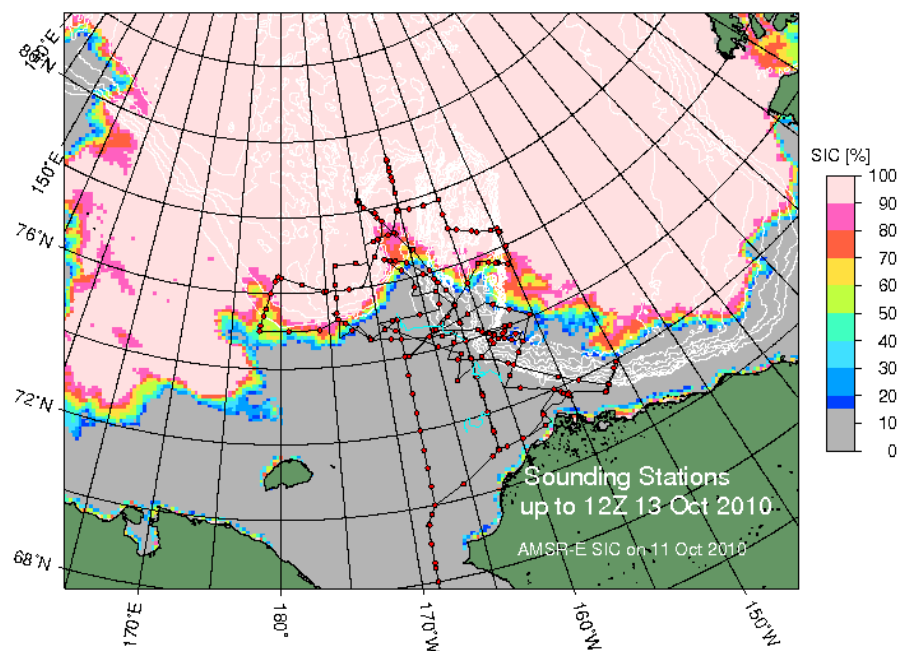 SIC [%]
100
90
80
70
60
50
40
30
20
10
0
150°E
76°N
72°N
68°N
Sounding Stations
up to 12Z 13 Oct 2010
AMSR-E SIC on 11 Oct 2010
170°E
180°
170°W
160°W
150°W